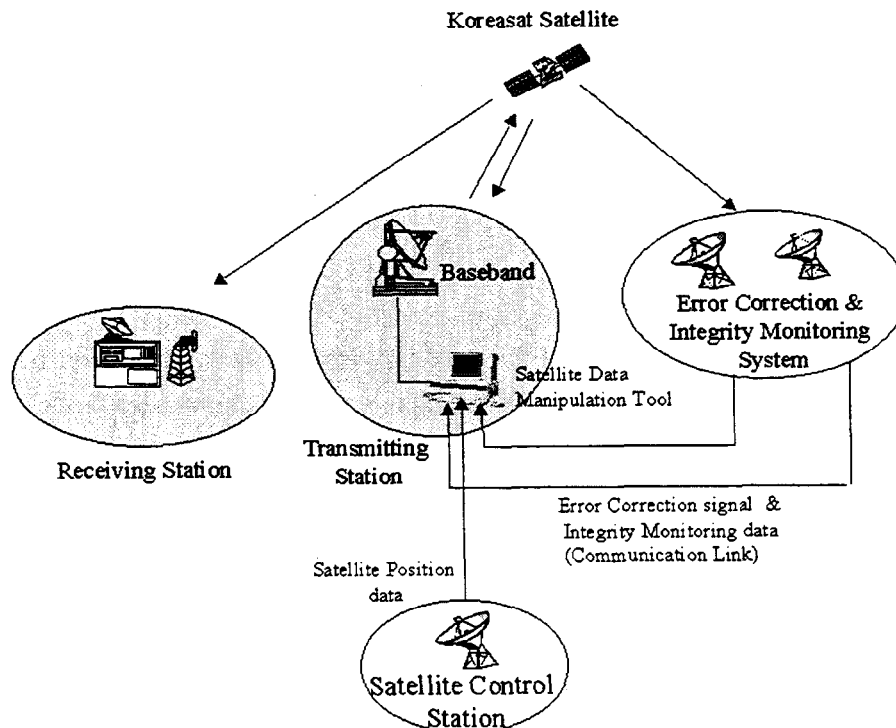 Koreasat Satellite
Baseband
Error Correction &
Integrity Monitoring
System
Satellite Data
Manipulation Tool
Receiving Station
Transmitting
Station
Error Correction signal &
Integrity Monitoring data
(Communication Link)
Satellite Position
data
Satellite Control
Station